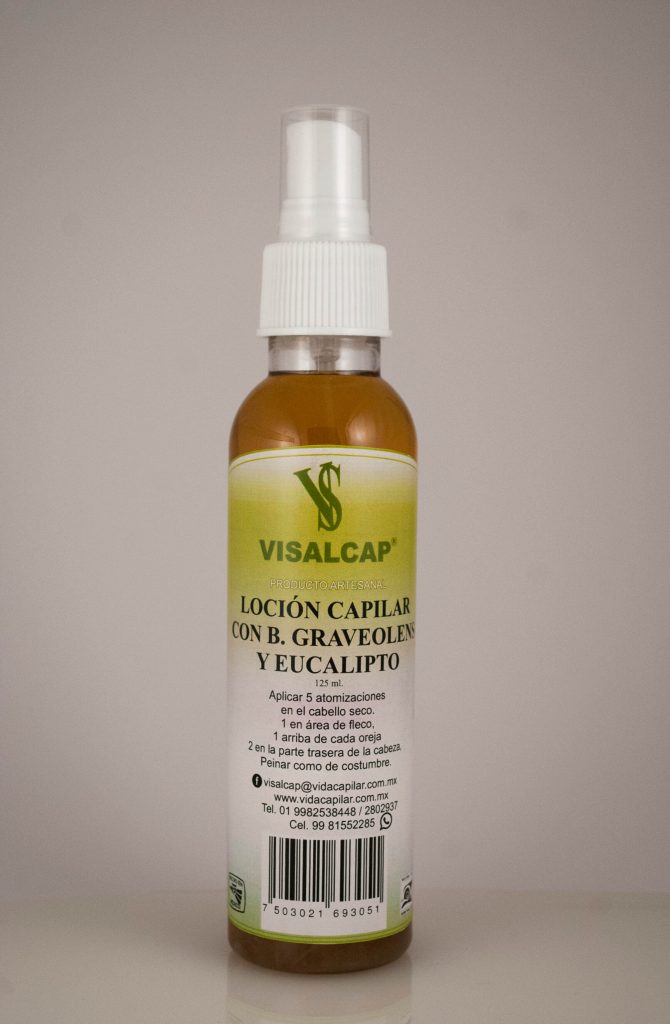 VS
VISALCAP®
PRODUCTO ARTESANAL
LOCIÓN CAPILAR
CON B. GRAVEOLENS
Y EUCALIPTO
125 ml.
Aplicar 5 atomizaciones
en el cabello seco.
1 en área de fleco,
1 arriba de cada oreja
2 en la parte trasera de la cabeza.
Peinar como de costumbre.
visalcap@vidacapilar.com.mx
www.vidacapilar.com.mx
Tel. 01 9982538448 / 2802937
Cel. 99 81552285
7 503021 693051